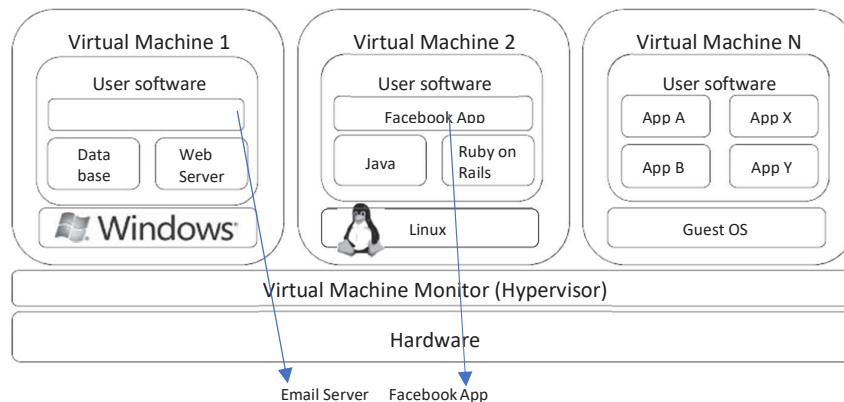 Virtual Machine 1
Virtual Machine 2
Virtual Machine N
User software
User software
User software
Facebook App
App A
App X
Data
base
Web
Server
Java
Ruby on
Rails
App B
App Y
Windows
Linux
Guest OS
Virtual Machine Monitor (Hypervisor)
Hardware
Email Server
Facebook App